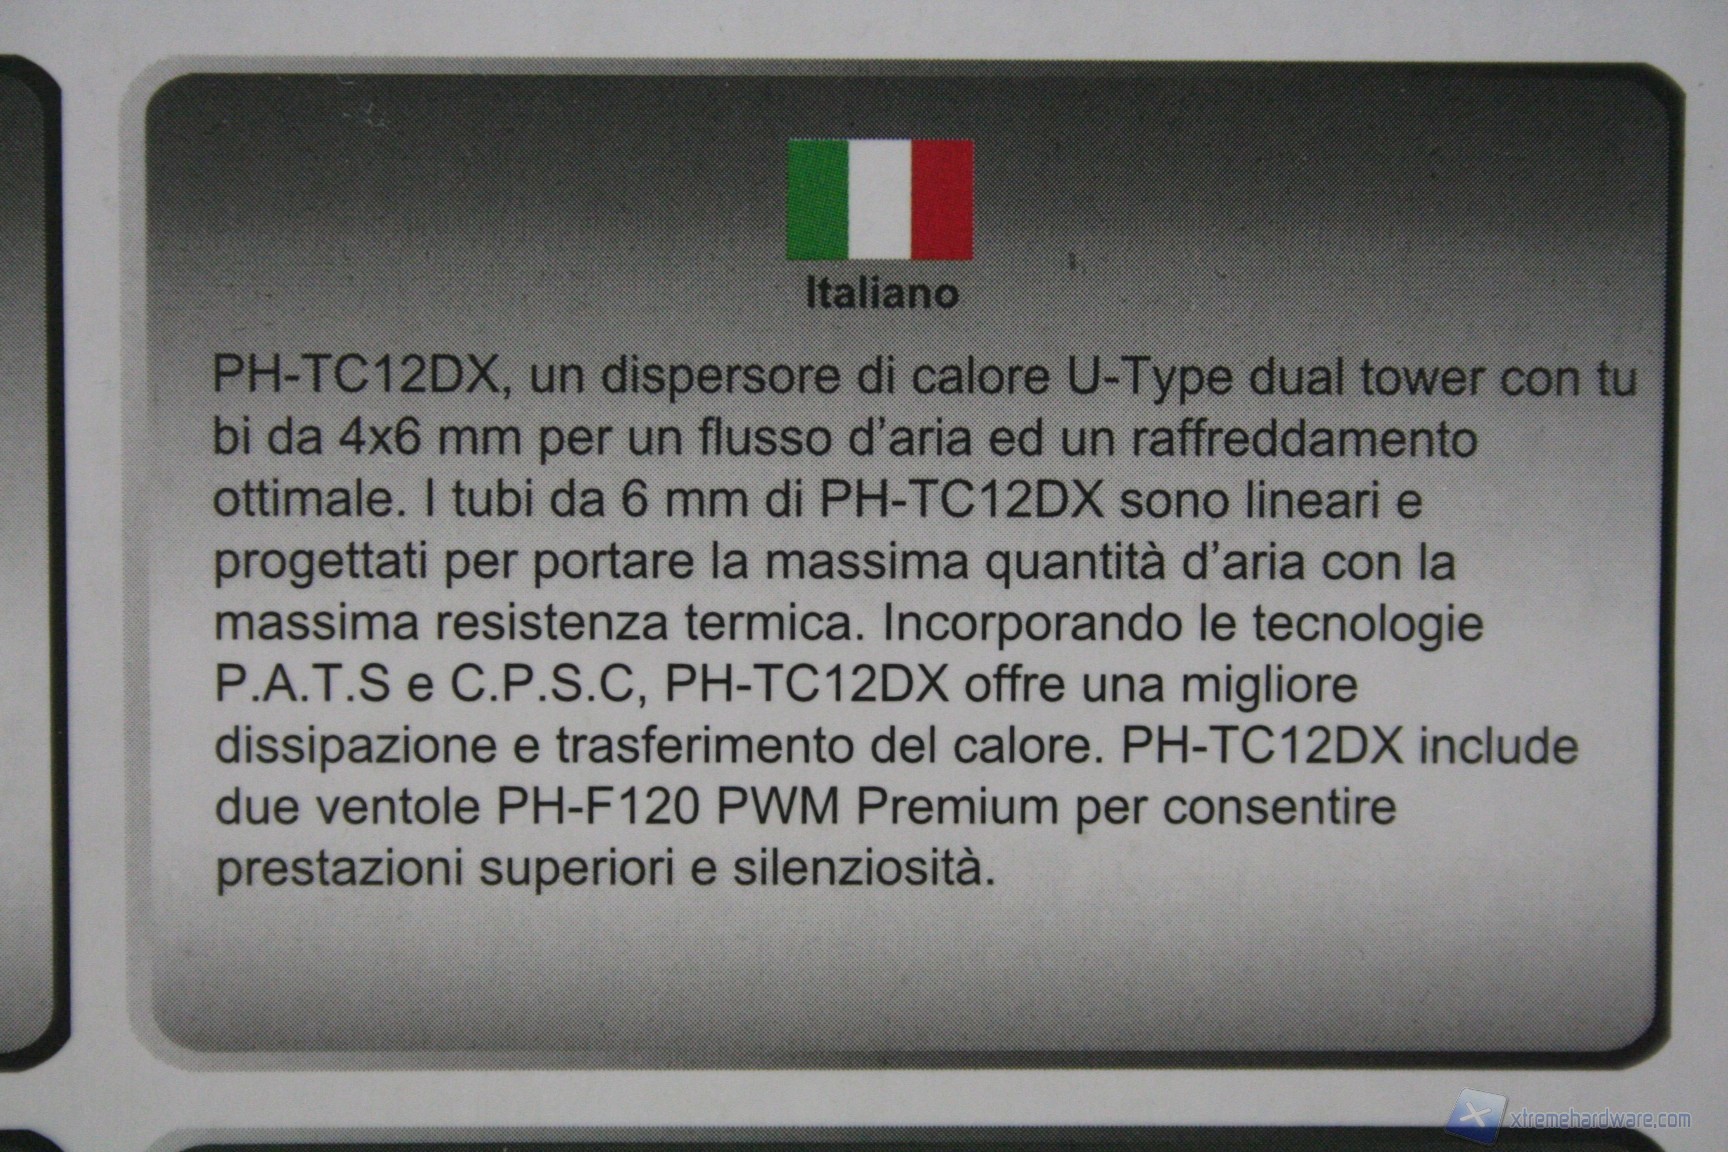 Italiano
PH-TC12DX, un dispersore di calore U-Type dual tower con tu
bi da 4x6 mm per un flusso d'aria ed un raffreddamento
ottimale. I tubi da 6 mm di PH-TC12DX sono lineari e
progettati per portare la massima quantità d'aria con la
massima resistenza termica. Incorporando le tecnologie
P.A.T.S e C.P.S.C, PH-TC12DX offre una migliore
dissipazione e trasferimento del calore. PH-TC12DX include
due ventole PH-F120 PWM Premium per consentire
prestazioni superiori e silenziosità.
xtremehardware.com